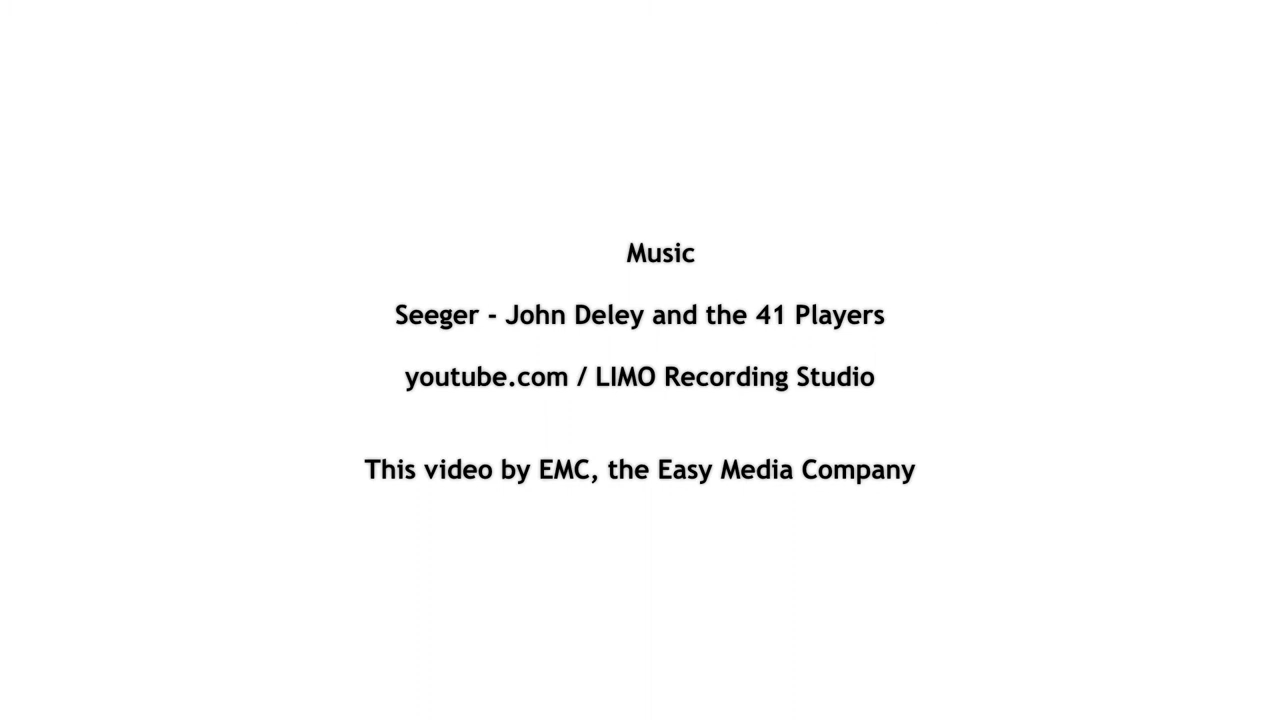 Music
Seeger - John Deley and the 41 Players
youtube.com / LIMO Recording Studio
This video by EMC, the Easy Media Company